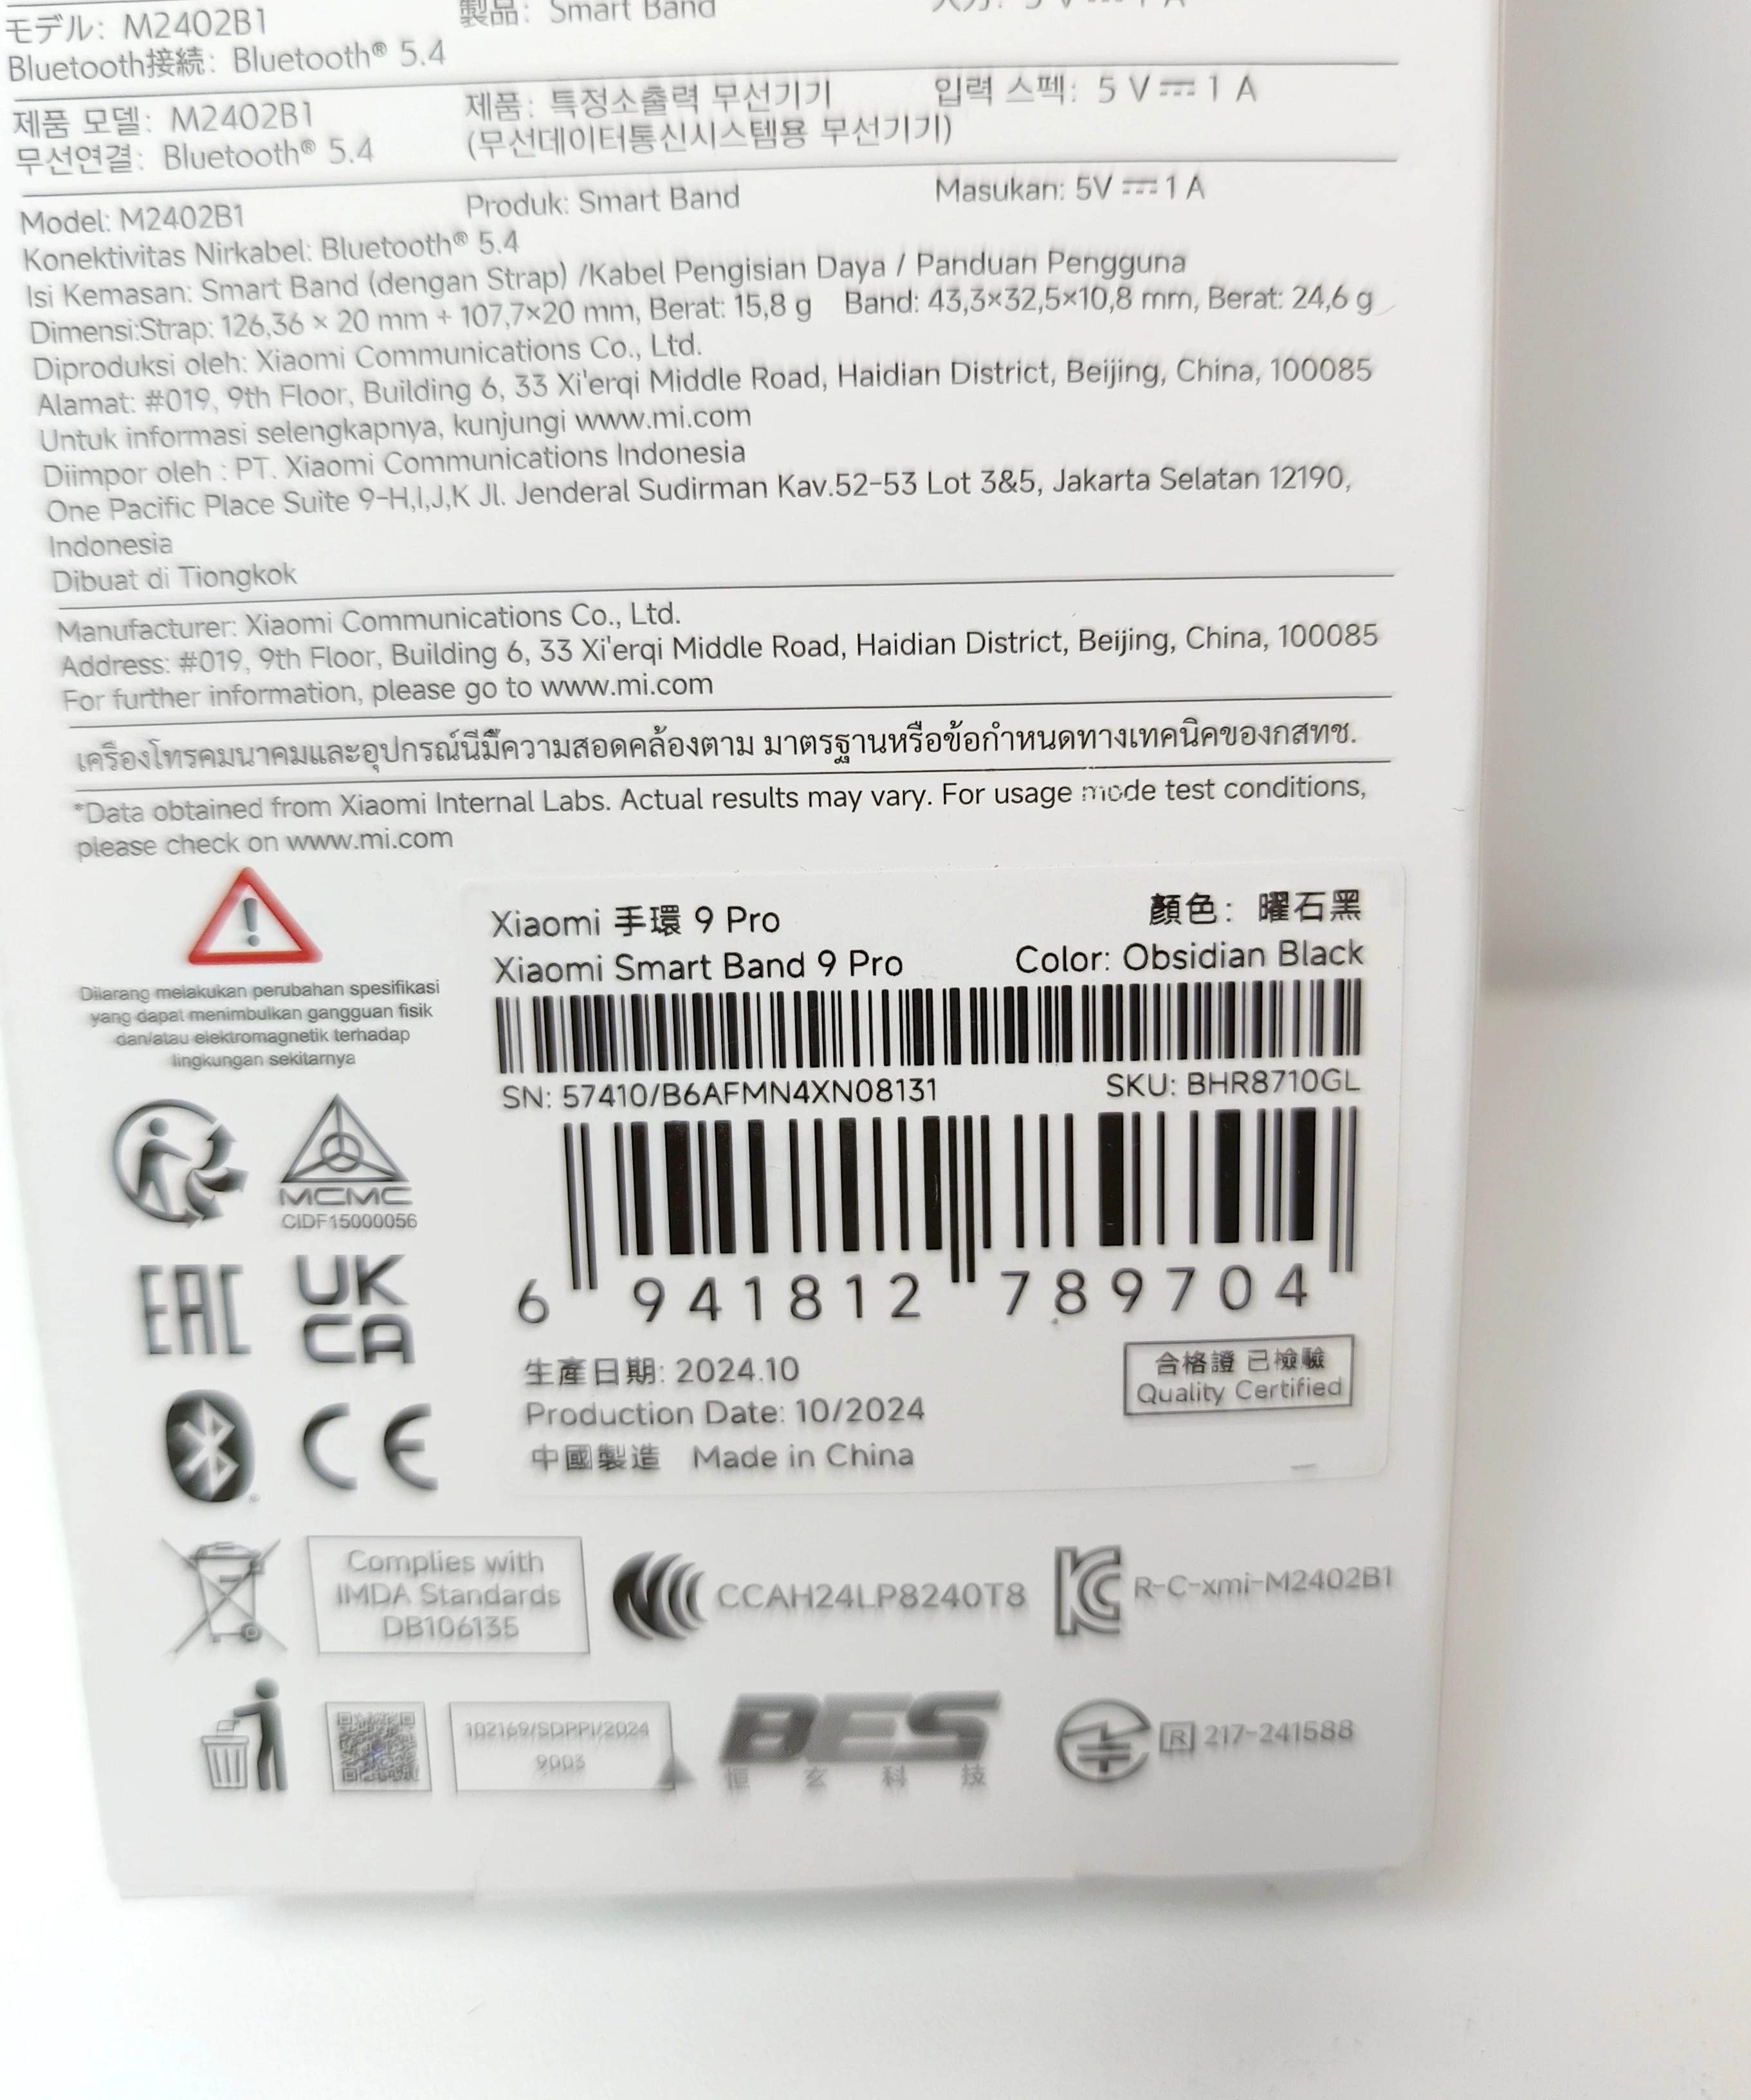 モデル: M2402B1
製品: Smart Band
Bluetooth接続: Bluetooth® 5.4
제품 모델: M2402B1
제품: 특정소출력 무선기기
입력 스펙: 5 V⎓1 A
무선연결: Bluetooth® 5.4
(무선데이터통신시스템용 무선기기)
Model: M2402B1
Produk: Smart Band
Masukan: 5V⎓1 A
Konektivitas Nirkabel: Bluetooth® 5.4
Isi Kemasan: Smart Band (dengan Strap) /Kabel Pengisian Daya / Panduan Pengguna
Dimensi:Strap: 126,36 × 20 mm + 107,7×20 mm, Berat: 15,8 g Band: 43,3×32,5×10,8 mm, Berat: 24,6 g
Diproduksi oleh: Xiaomi Communications Co., Ltd.
Alamat: #019, 9th Floor, Building 6, 33 Xi'erqi Middle Road, Haidian District, Beijing, China, 100085
Untuk informasi selengkapnya, kunjungi www.mi.com
Diimpor oleh : PT. Xiaomi Communications Indonesia
One Pacific Place Suite 9-H,I,J,K Jl. Jenderal Sudirman Kav.52-53 Lot 3&5, Jakarta Selatan 12190,
Indonesia
Dibuat di Tiongkok
Manufacturer: Xiaomi Communications Co., Ltd.
Address: #019, 9th Floor, Building 6, 33 Xi'erqi Middle Road, Haidian District, Beijing, China, 100085
For further information, please go to www.mi.com
เครื่องโทรคมนาคมและอุปกรณ์นี้มีความสอดคล้องตาม มาตรฐานหรือข้อกำหนดทางเทคนิคของกสทช.
*Data obtained from Xiaomi Internal Labs. Actual results may vary. For usage mode test conditions,
please check on www.mi.com
Dilarang melakukan perubahan spesifikasi
yang dapat menimbulkan gangguan fisik
dan/atau elektromagnetik terhadap
lingkungan sekitarnya
Xiaomi 手環 9 Pro
顏色: 曜石黑
Xiaomi Smart Band 9 Pro
Color: Obsidian Black
SN: 57410/B6AFMN4XN08131
SKU: BHR8710GL
6 941812 789704
生產日期: 2024.10
Production Date: 10/2024
中國製造 Made in China
合格證 已檢驗
Quality Certified
MCMC
CIDF15000056
EAC
UK
CA
CE
Complies with
IMDA Standards
DB106135
CCAH24LP8240T8
KC
R-C-xmi-M2402B1
102169/SDPPI/2024
9003
BES
恒玄科技
R 217-241588